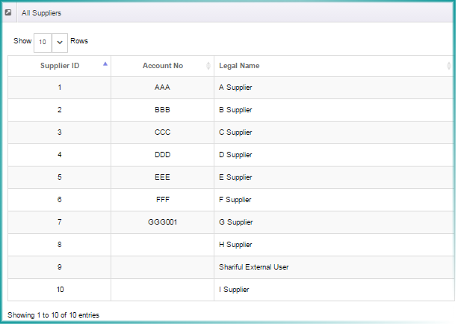 All Suppliers
Show 10 Rows
Supplier ID Account No Legal Name
1 AAA A Supplier
2 BBB B Supplier
3 CCC C Supplier
4 DDD D Supplier
5 EEE E Supplier
6 FFF F Supplier
7 GGG001 G Supplier
8 H Supplier
9 Shariful External User
10 I Supplier
Showing 1 to 10 of 10 entries